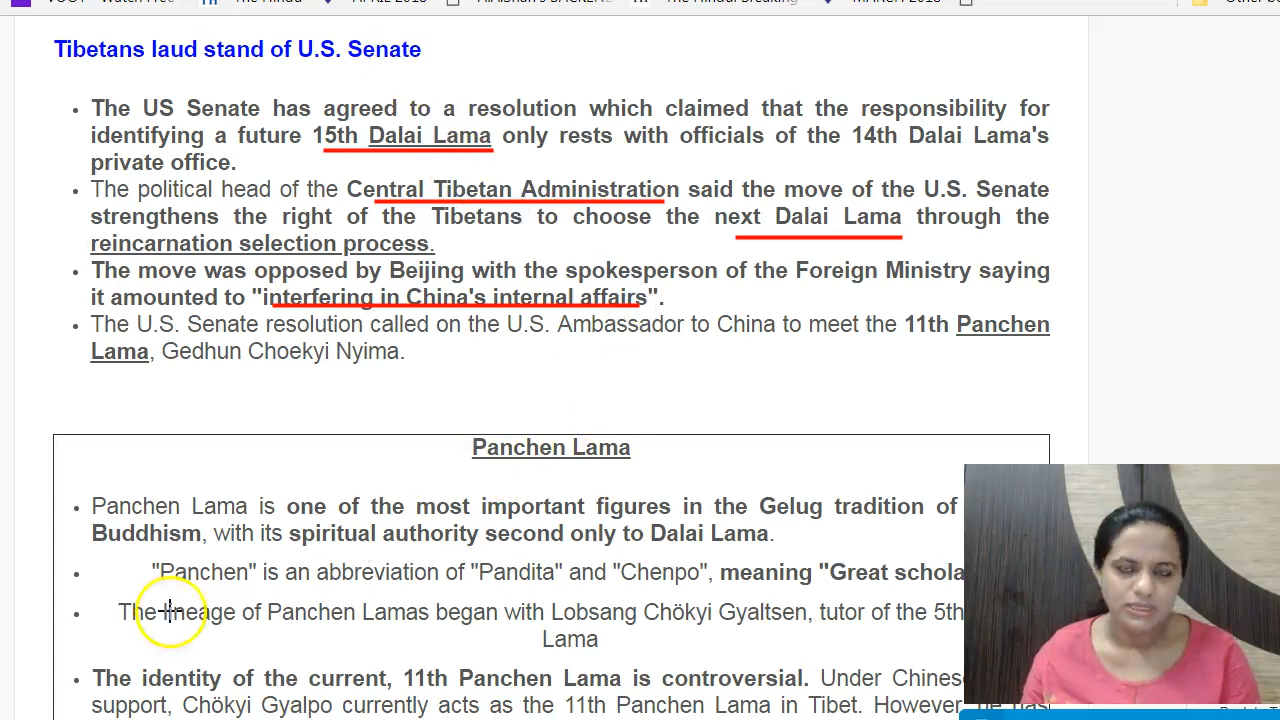 Tibetans laud stand of U.S. Senate
• The US Senate has agreed to a resolution which claimed that the responsibility for
identifying a future 15th Dalai Lama only rests with officials of the 14th Dalai Lama's
private office.
• The political head of the Central Tibetan Administration said the move of the U.S. Senate
strengthens the right of the Tibetans to choose the next Dalai Lama through the
reincarnation selection process.
• The move was opposed by Beijing with the spokesperson of the Foreign Ministry saying
it amounted to "interfering in China's internal affairs".
• The U.S. Senate resolution called on the U.S. Ambassador to China to meet the 11th Panchen
Lama, Gedhun Choekyi Nyima.
Panchen Lama
• Panchen Lama is one of the most important figures in the Gelug tradition of
Buddhism, with its spiritual authority second only to Dalai Lama.
• "Panchen" is an abbreviation of "Pandita" and "Chenpo", meaning "Great schola
• The lineage of Panchen Lamas began with Lobsang Chökyi Gyaltsen, tutor of the 5th
Lama
• The identity of the current, 11th Panchen Lama is controversial. Under Chines
support, Chökyi Gyalpo currently acts as the 11th Panchen Lama in Tibet. However, he has